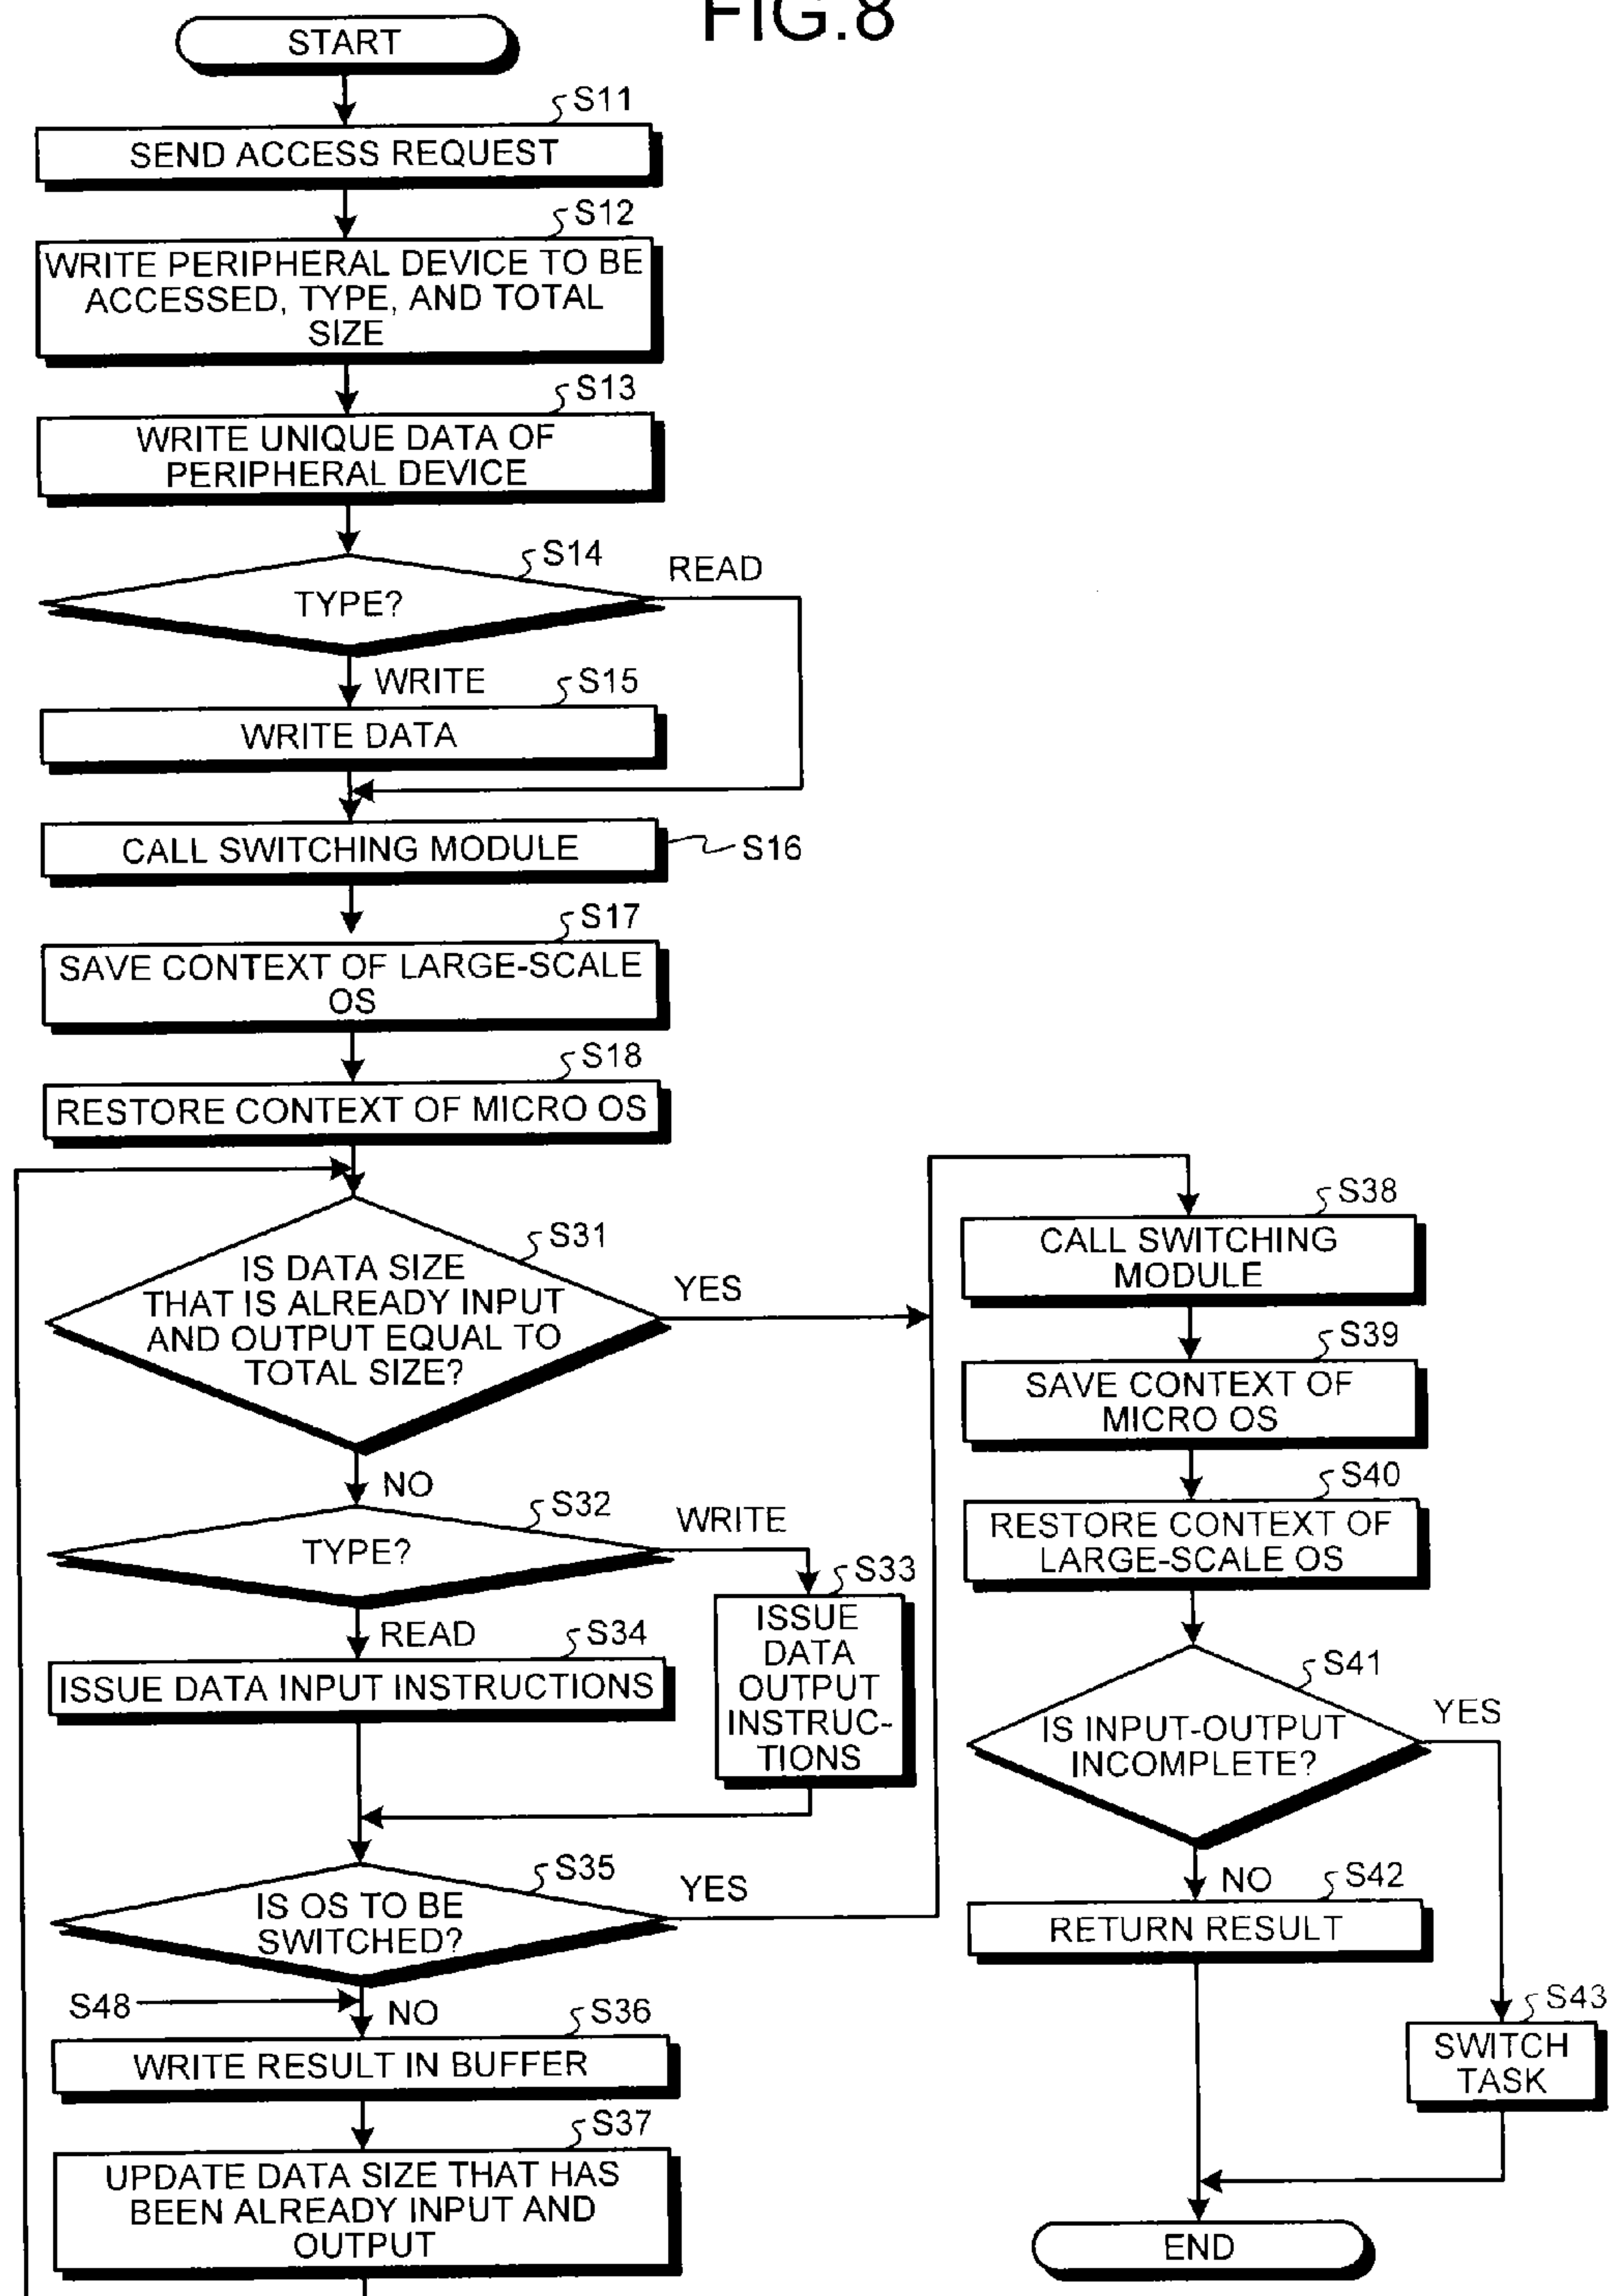 FIG.8
START
S11
SEND ACCESS REQUEST
S12
WRITE PERIPHERAL DEVICE TO BE
ACCESSED, TYPE, AND TOTAL
SIZE
S13
WRITE UNIQUE DATA OF
PERIPHERAL DEVICE
S14
READ
TYPE?
WRITE
S15
WRITE DATA
CALL SWITCHING MODULE
S16
S17
SAVE CONTEXT OF LARGE-SCALE
OS
S18
RESTORE CONTEXT OF MICRO OS
S31
IS DATA SIZE
THAT IS ALREADY INPUT
AND OUTPUT EQUAL TO
TOTAL SIZE?
YES
NO
S32
TYPE?
WRITE
S33
ISSUE
DATA
OUTPUT
INSTRUC-
TIONS
READ
S34
ISSUE DATA INPUT INSTRUCTIONS
S35
IS OS TO BE
SWITCHED?
YES
S48
NO
S36
WRITE RESULT IN BUFFER
S37
UPDATE DATA SIZE THAT HAS
BEEN ALREADY INPUT AND
OUTPUT
S38
CALL SWITCHING
MODULE
S39
SAVE CONTEXT OF
MICRO OS
S40
RESTORE CONTEXT OF
LARGE-SCALE OS
S41
IS INPUT-OUTPUT
INCOMPLETE?
YES
NO
S42
RETURN RESULT
S43
SWITCH
TASK
END